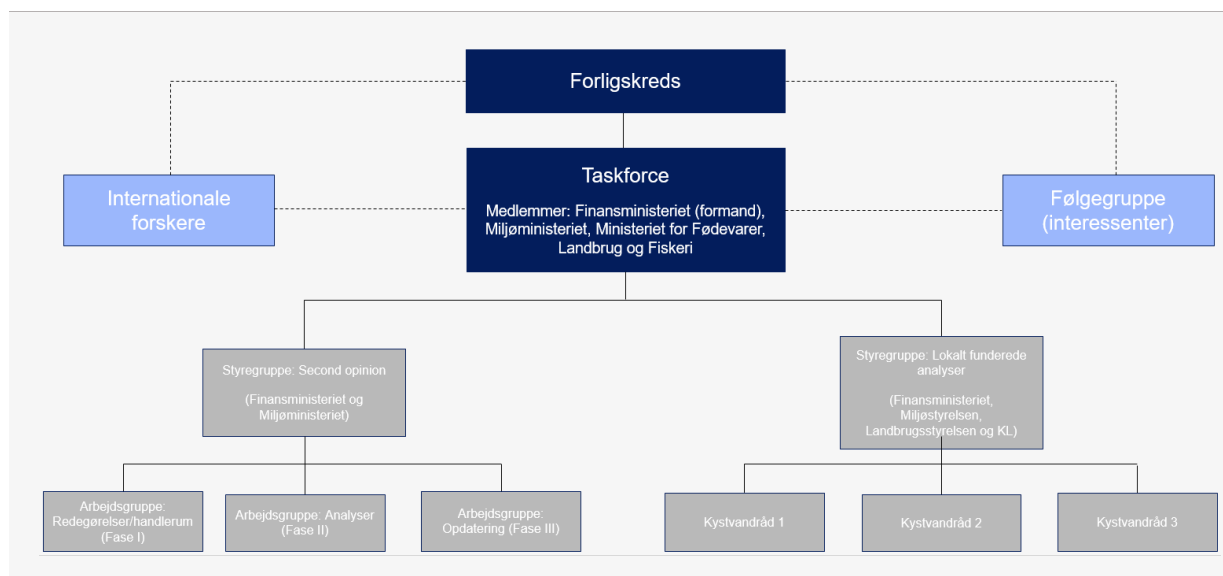 Forligskreds
Taskforce
Medlemmer: Finansministeriet (formand),
Miljøministeriet, Ministeriet for Fødevarer,
Landbrug og Fiskeri
Internationale
forskere
Følgegruppe
(interessenter)
Styregruppe: Second opinion
(Finansministeriet og
Miljøministeriet)
Styregruppe: Lokalt funderede
analyser
(Finansministeriet,
Miljøstyrelsen,
Landbrugsstyrelsen og KL)
Arbejdsgruppe:
Redegørelser/handlerum
(Fase I)
Arbejdsgruppe: Analyser
(Fase II)
Arbejdsgruppe:
Opdatering (Fase III)
Kystvandråd 1
Kystvandråd 2
Kystvandråd 3